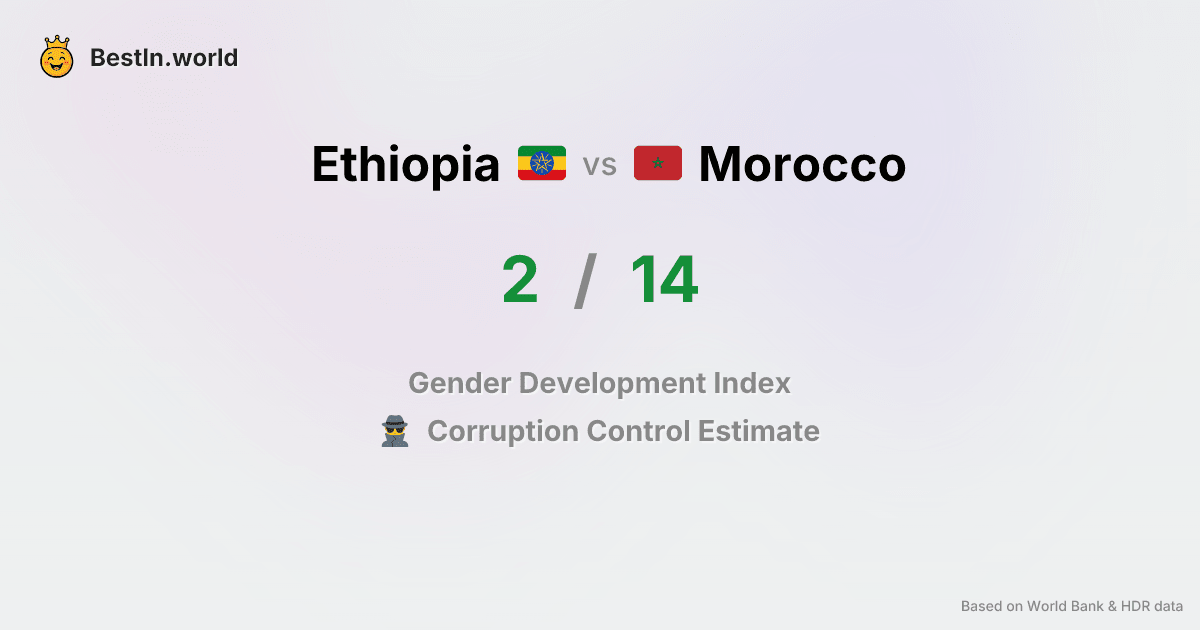 BestIn.world
Ethiopia vs Morocco
2 / 14
Gender Development Index
Corruption Control Estimate
Based on World Bank & HDR data